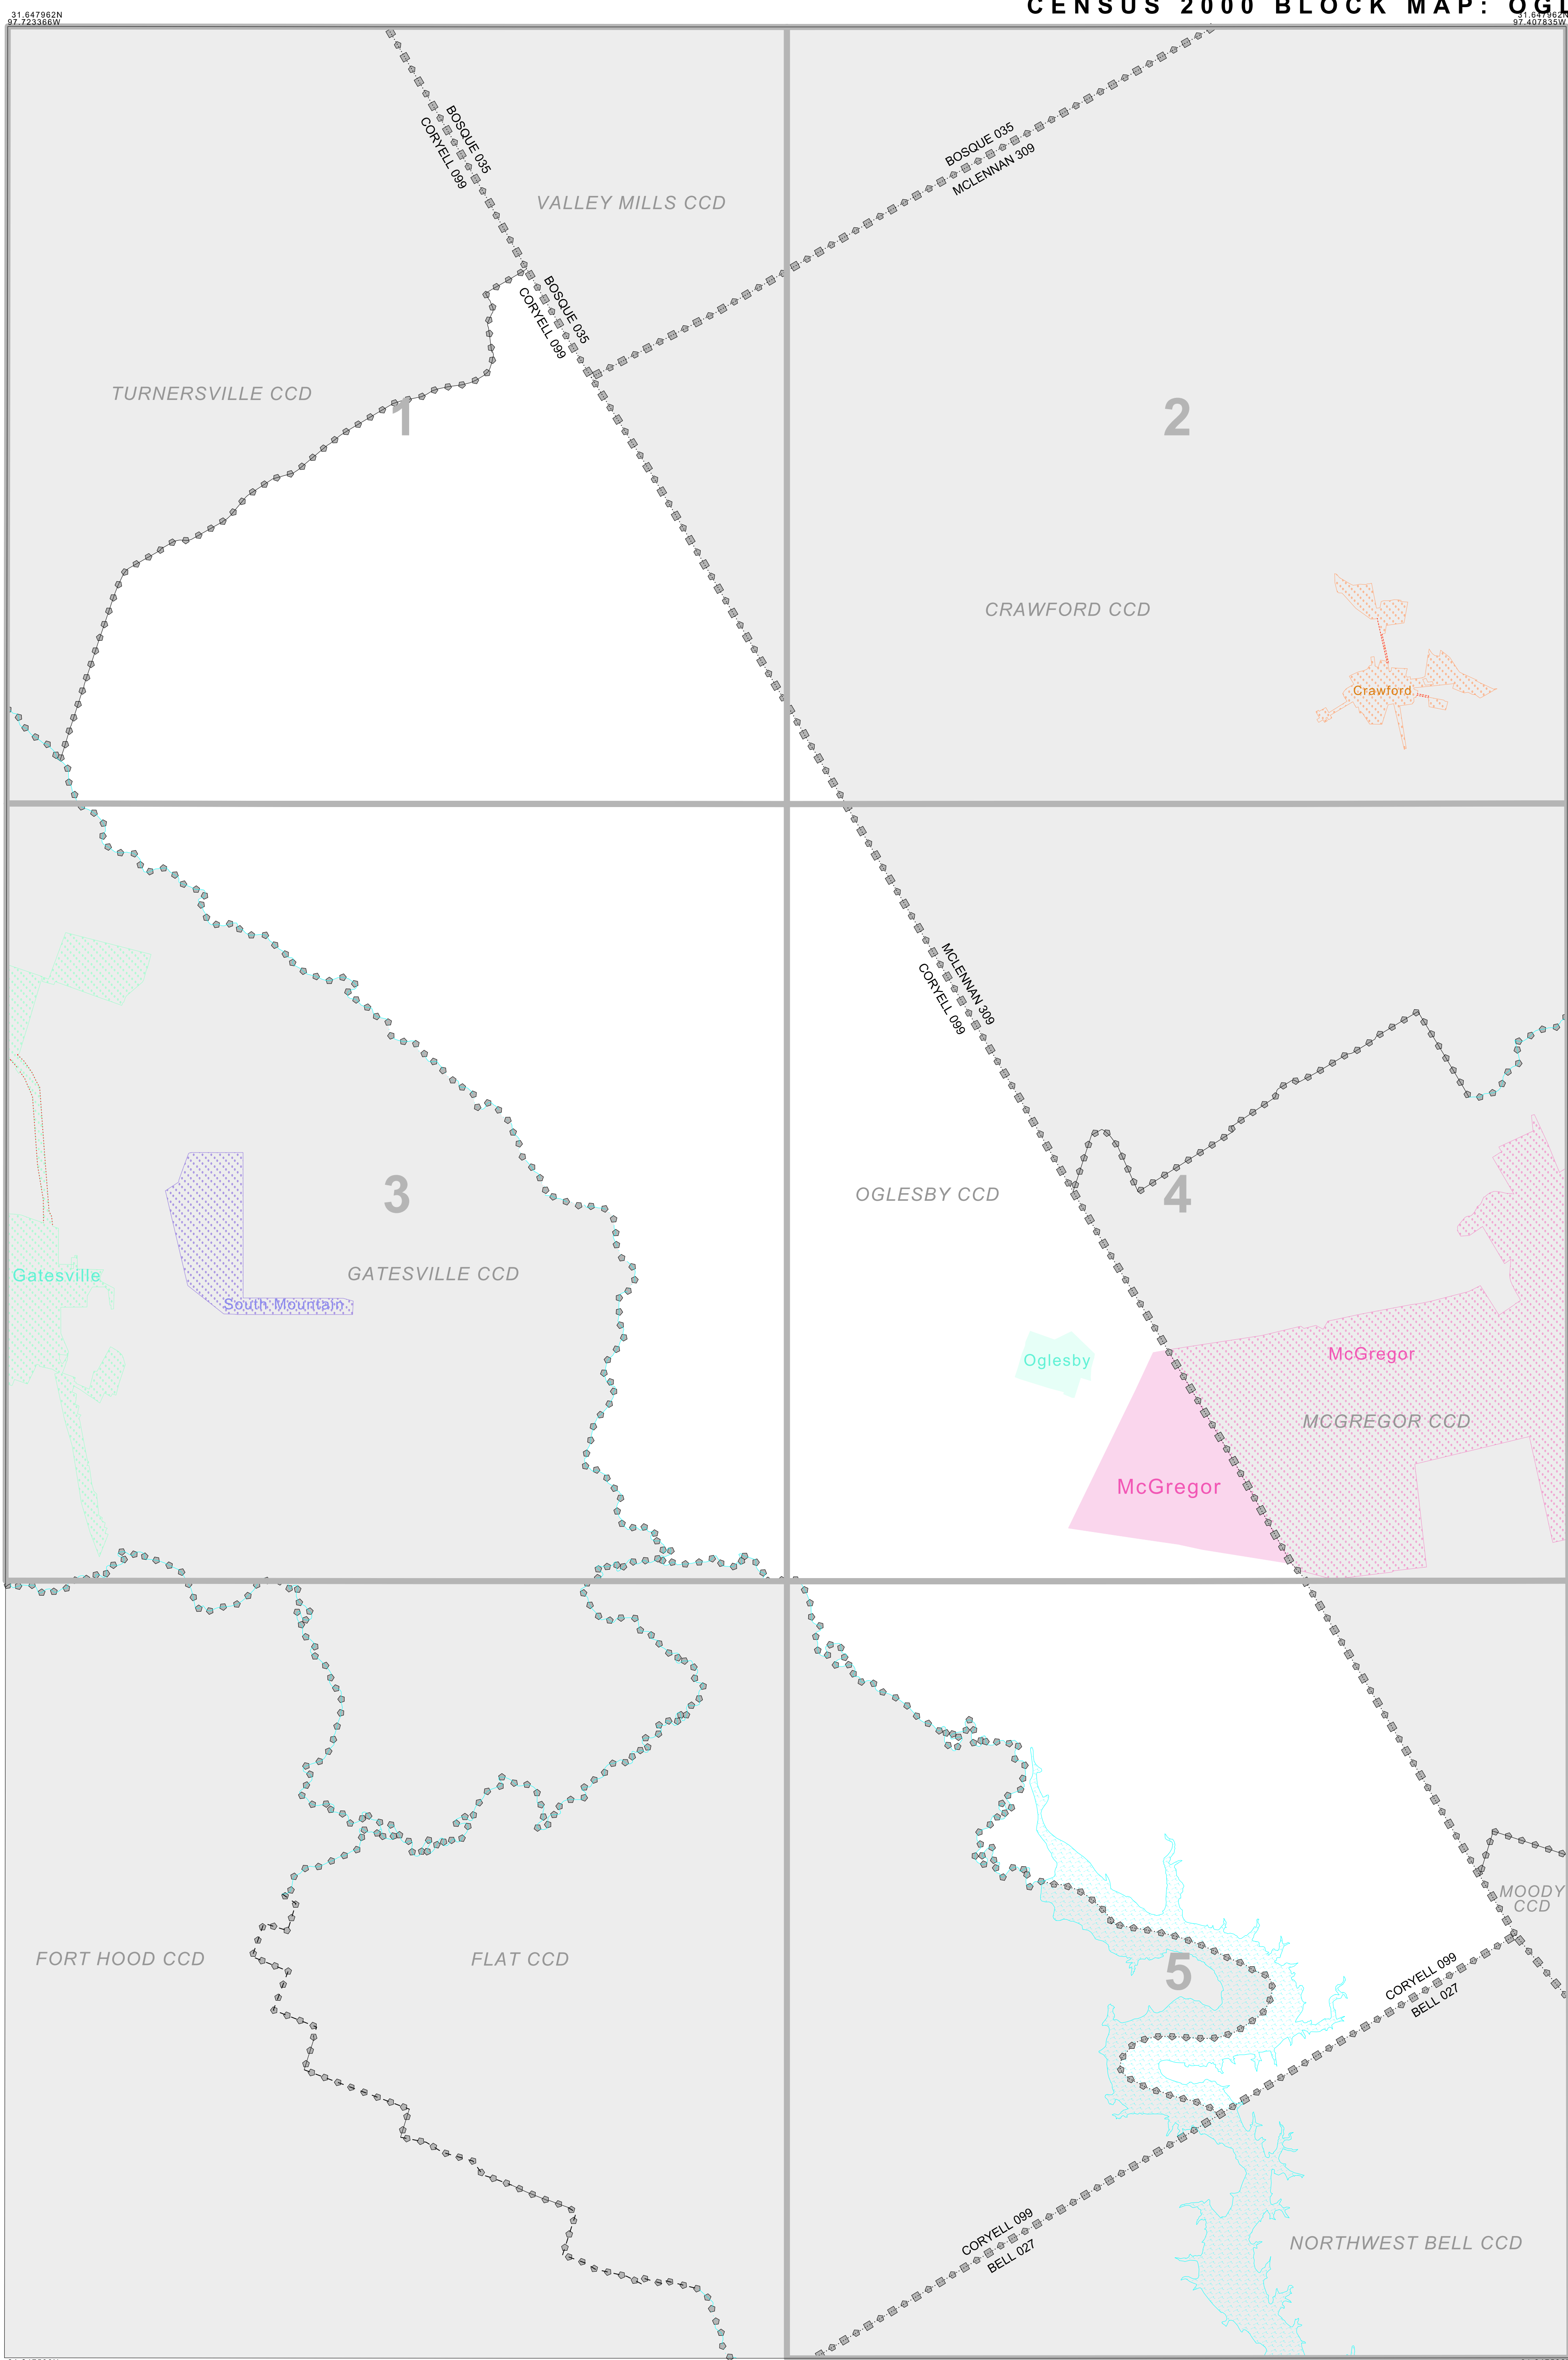 CENSUS 2000 BLOCK MAP: OGL
31.647962N
97.723366W
31.647962N
97.407835W
BOSQUE 035
CORYELL 099
BOSQUE 035
MCLENNAN 309
VALLEY MILLS CCD
BOSQUE 035
CORYELL 099
TURNERSVILLE CCD
1
2
CRAWFORD CCD
Crawford
MCLENNAN 309
CORYELL 099
3
OGLESBY CCD
4
Gatesville
GATESVILLE CCD
South Mountain
Oglesby
McGregor
MCGREGOR CCD
McGregor
MOODY
CCD
FORT HOOD CCD
FLAT CCD
5
CORYELL 099
BELL 027
CORYELL 099
BELL 027
NORTHWEST BELL CCD